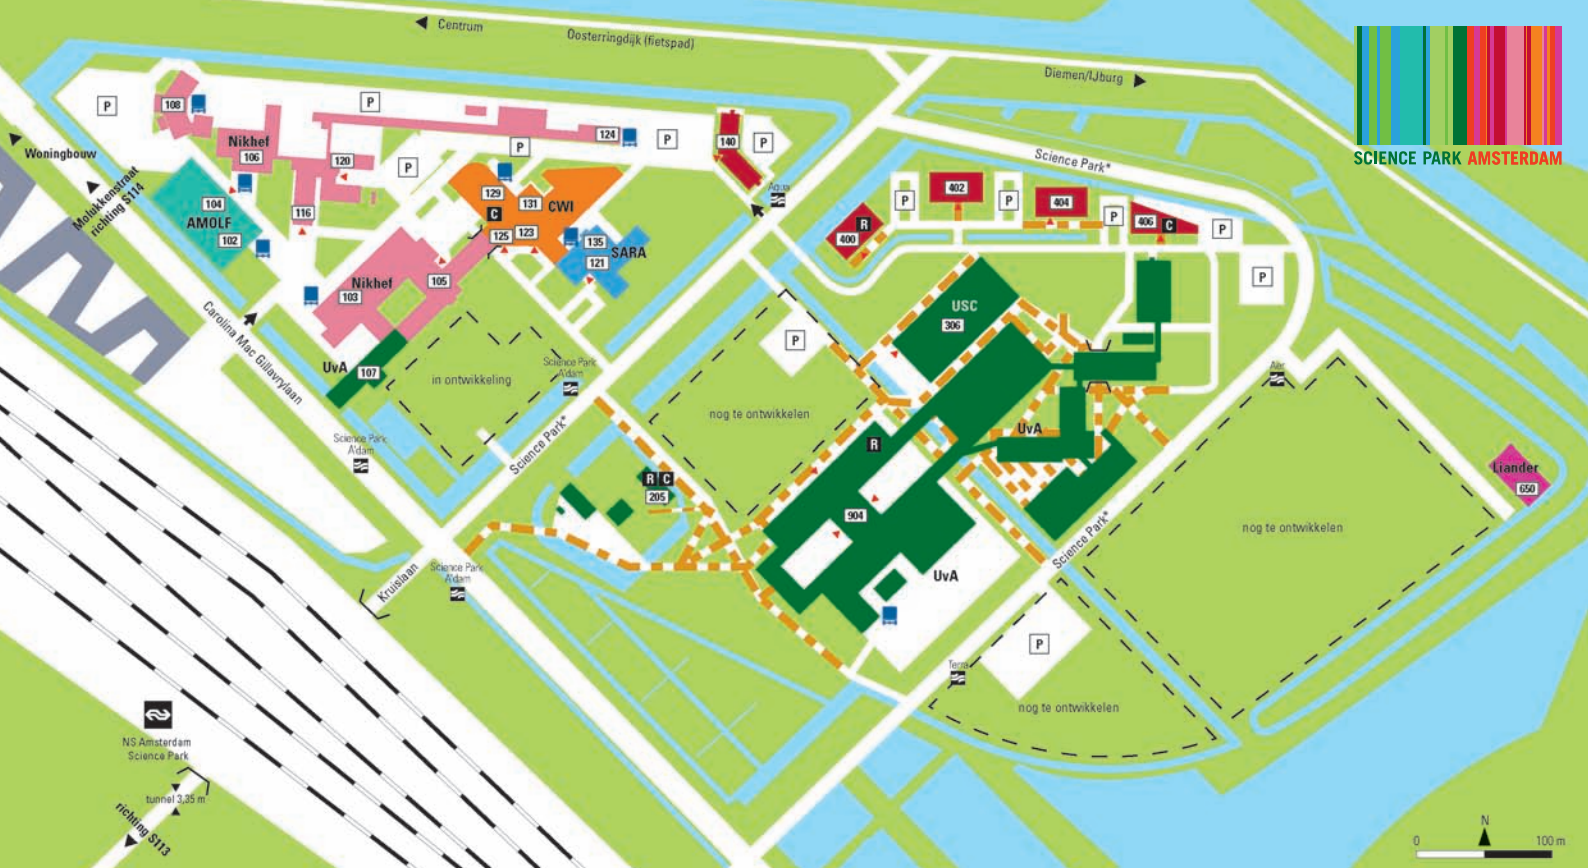 Centrum
Oosterringdijk (fietspad)
Diemen/IJburg
SCIENCE PARK AMSTERDAM
P
108
P
Nikhef
106
124
P
P
140
P
Woningbouw
Molukkenstraat
richting S114
120
P
129
131
CWI
C
125
123
104
AMOLF
102
116
135
SARA
121
Aqua
Science Park*
P
402
P
404
P
406
C
P
R
400
P
Nikhef
103
105
USC
306
P
Carolina Mac Gillavrylaan
UvA
107
in ontwikkeling
Science Park
A'dam
nog te ontwikkelen
Science Park*
Science Park
A'dam
Aer
UvA
R
R
C
205
904
UvA
Liander
650
nog te ontwikkelen
Science Park*
Science Park
A'dam
Kruislaan
P
Terra
nog te ontwikkelen
NS Amsterdam
Science Park
tunnel 3,35 m
richting S113
N
0
100 m